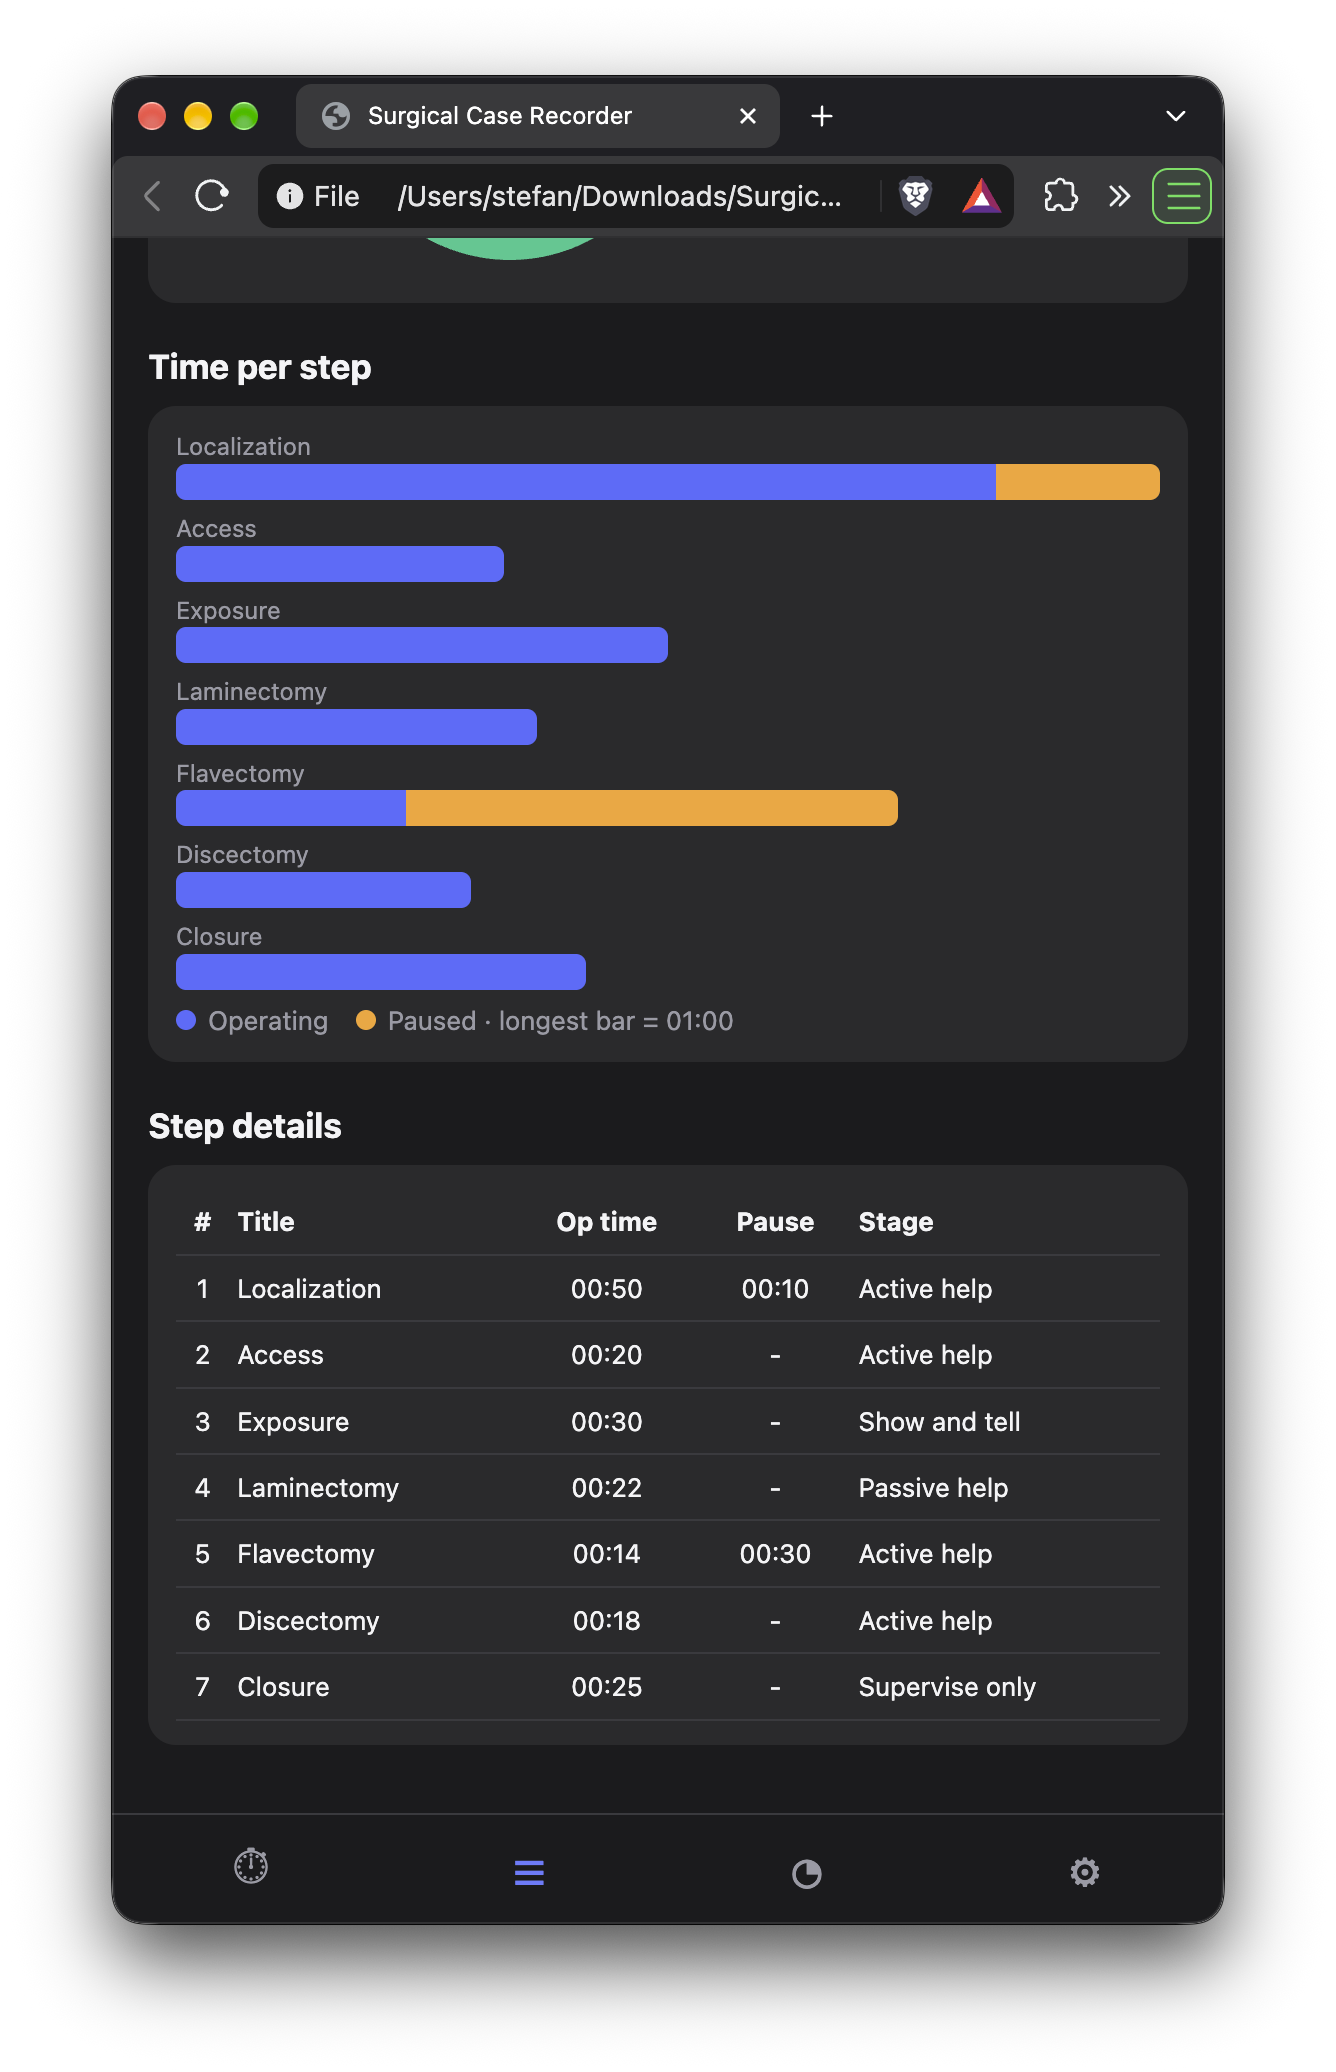 Surgical Case Recorder
File /Users/stefan/Downloads/Surgic...
Time per step
Localization
Access
Exposure
Laminectomy
Flavectomy
Discectomy
Closure
Operating Paused · longest bar = 01:00
Step details
# Title Op time Pause Stage
1 Localization 00:50 00:10 Active help
2 Access 00:20 - Active help
3 Exposure 00:30 - Show and tell
4 Laminectomy 00:22 - Passive help
5 Flavectomy 00:14 00:30 Active help
6 Discectomy 00:18 - Active help
7 Closure 00:25 - Supervise only